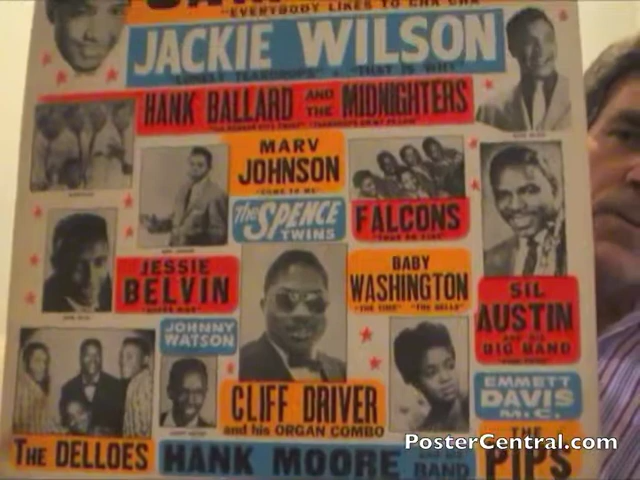 "EVERYBODY LIKES TO CHA CHA"
JACKIE WILSON
"LONELY TEARDROPS" • "THAT IS WHY"
HANK BALLARD AND THE MIDNIGHTERS
MARV
JOHNSON
"COME TO ME"
The SPENCE
TWINS
FALCONS
JESSIE
BELVIN
BABY
WASHINGTON
"THE TIME" "THE BELLS"
SIL
AUSTIN
AND HIS
BIG BAND
JOHNNY
WATSON
EMMETT
DAVIS
M.C.
CLIFF DRIVER
and his ORGAN COMBO
THE DELLOES
HANK MOORE BAND
THE
PIPS
PosterCentral.com